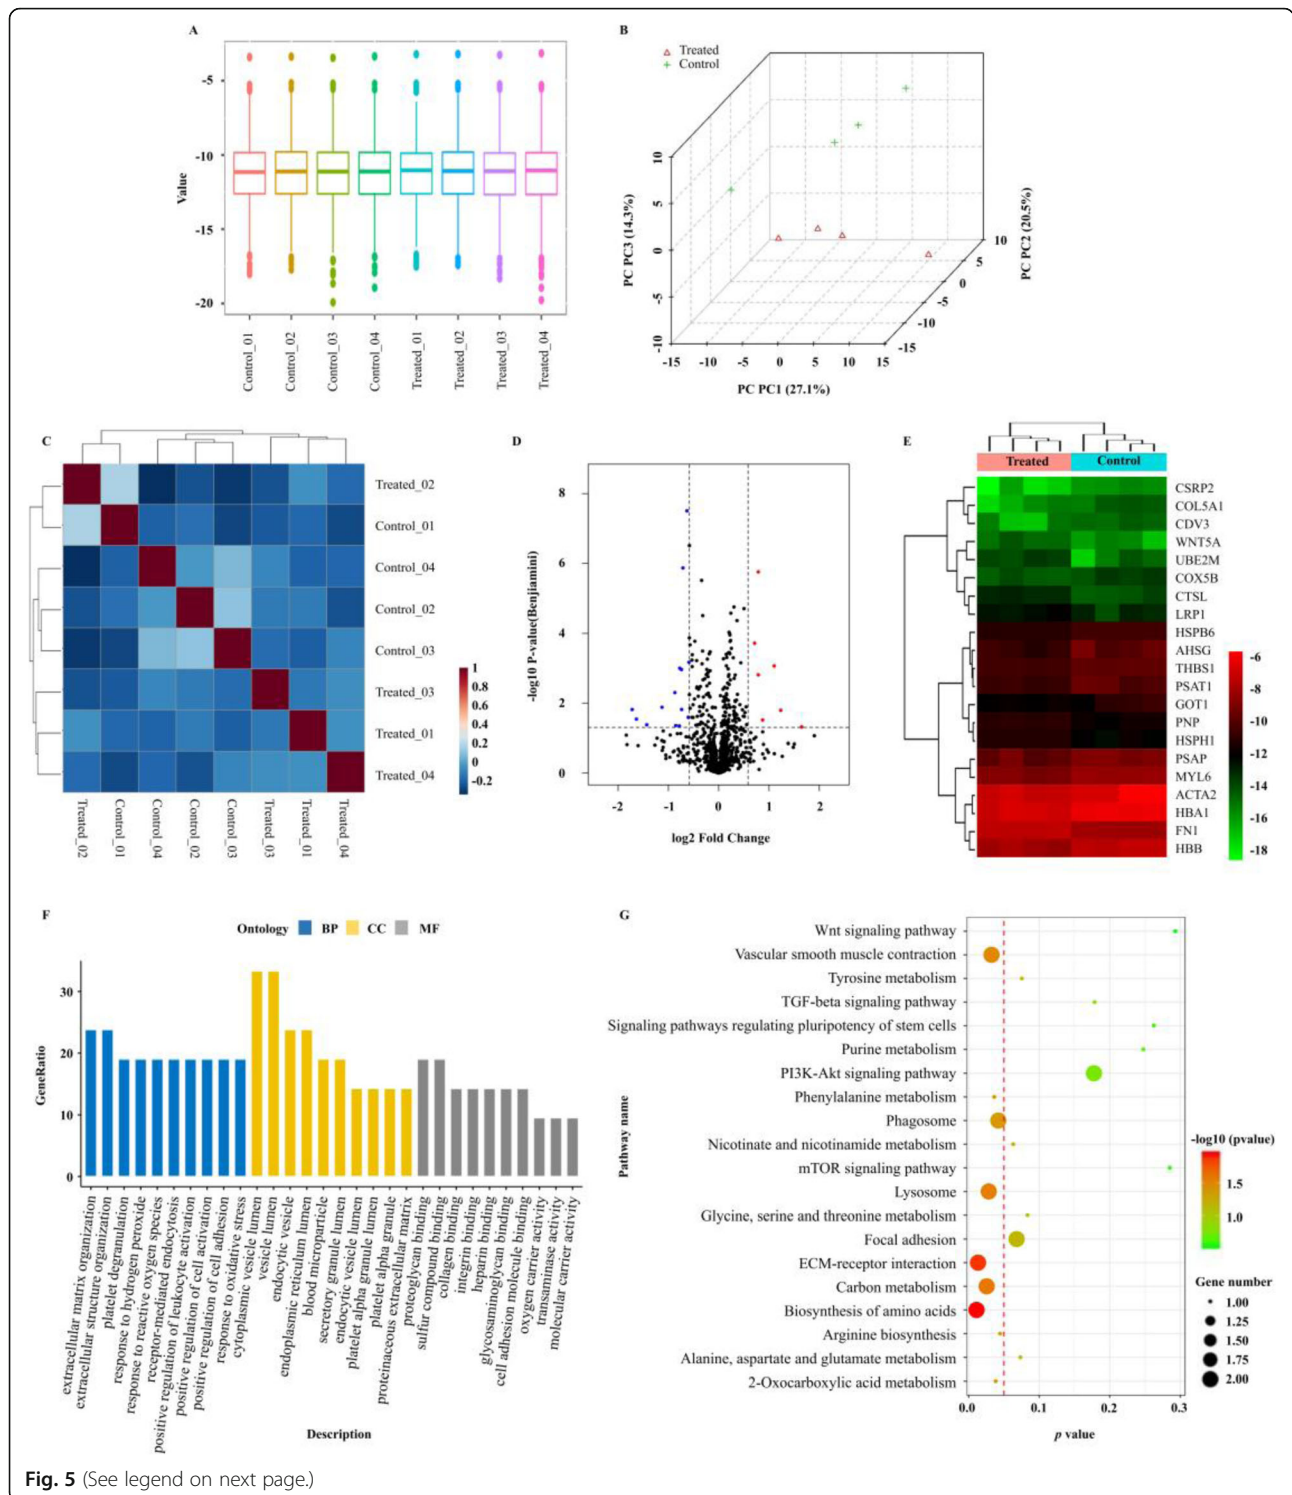 A
-5
-10
-15
-20
Value
Control_01
Control_02
Control_03
Control_04
Treated_01
Treated_02
Treated_03
Treated_04
B
Treated
Control
10
5
0
-5
-10
PC PC3 (14.3%)
-15 -10 -5 0 5 10 15
PC PC1 (27.1%)
10
5
0
-5
-10
-15
PC PC2 (20.5%)
C
Treated_02
Control_01
Control_04
Control_02
Control_03
Treated_03
Treated_01
Treated_04
Treated_02
Control_01
Control_04
Control_02
Control_03
Treated_03
Treated_01
Treated_04
1
0.8
0.6
0.4
0.2
0
-0.2
D
8
6
4
2
0
-log10 P-value(Benjiamini)
-2 -1 0 1 2
log2 Fold Change
E
Treated Control
CSRP2
COL5A1
CDV3
WNT5A
UBE2M
COX5B
CTSL
LRP1
HSPB6
AHSG
THBS1
PSAT1
GOT1
PNP
HSPH1
PSAP
MYL6
ACTA2
HBA1
FN1
HBB
-6
-8
-10
-12
-14
-16
-18
F
Ontology BP CC MF
30
20
10
0
GeneRatio
extracellular matrix organization
extracellular structure organization
platelet degranulation
response to hydrogen peroxide
response to reactive oxygen species
receptor-mediated endocytosis
positive regulation of leukocyte activation
positive regulation of cell activation
positive regulation of cell adhesion
response to oxidative stress
cytoplasmic vesicle lumen
vesicle lumen
endocytic vesicle
endoplasmic reticulum lumen
blood microparticle
secretory granule lumen
endocytic vesicle lumen
platelet alpha granule lumen
platelet alpha granule
proteinaceous extracellular matrix
proteoglycan binding
sulfur compound binding
collagen binding
integrin binding
heparin binding
glycosaminoglycan binding
cell adhesion molecule binding
oxygen carrier activity
transaminase activity
molecular carrier activity
Description
G
Wnt signaling pathway
Vascular smooth muscle contraction
Tyrosine metabolism
TGF-beta signaling pathway
Signaling pathways regulating pluripotency of stem cells
Purine metabolism
PI3K-Akt signaling pathway
Phenylalanine metabolism
Phagosome
Nicotinate and nicotinamide metabolism
mTOR signaling pathway
Lysosome
Glycine, serine and threonine metabolism
Focal adhesion
ECM-receptor interaction
Carbon metabolism
Biosynthesis of amino acids
Arginine biosynthesis
Alanine, aspartate and glutamate metabolism
2-Oxocarboxylic acid metabolism
Pathway name
0.0 0.1 0.2 0.3
p value
-log10 (pvalue)
1.5
1.0
Gene number
1.00
1.25
1.50
1.75
2.00
Fig. 5 (See legend on next page.)